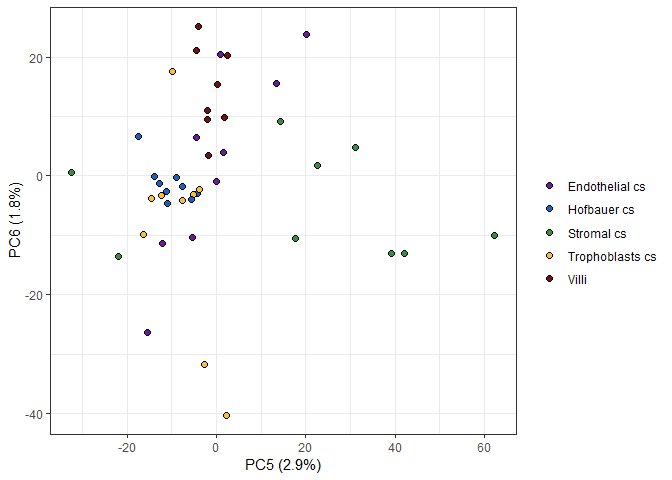 20
0
-20
-40
-20
0
20
40
60
PC5 (2.9%)
PC6 (1.8%)
Endothelial cs
Hofbauer cs
Stromal cs
Trophoblasts cs
Villi